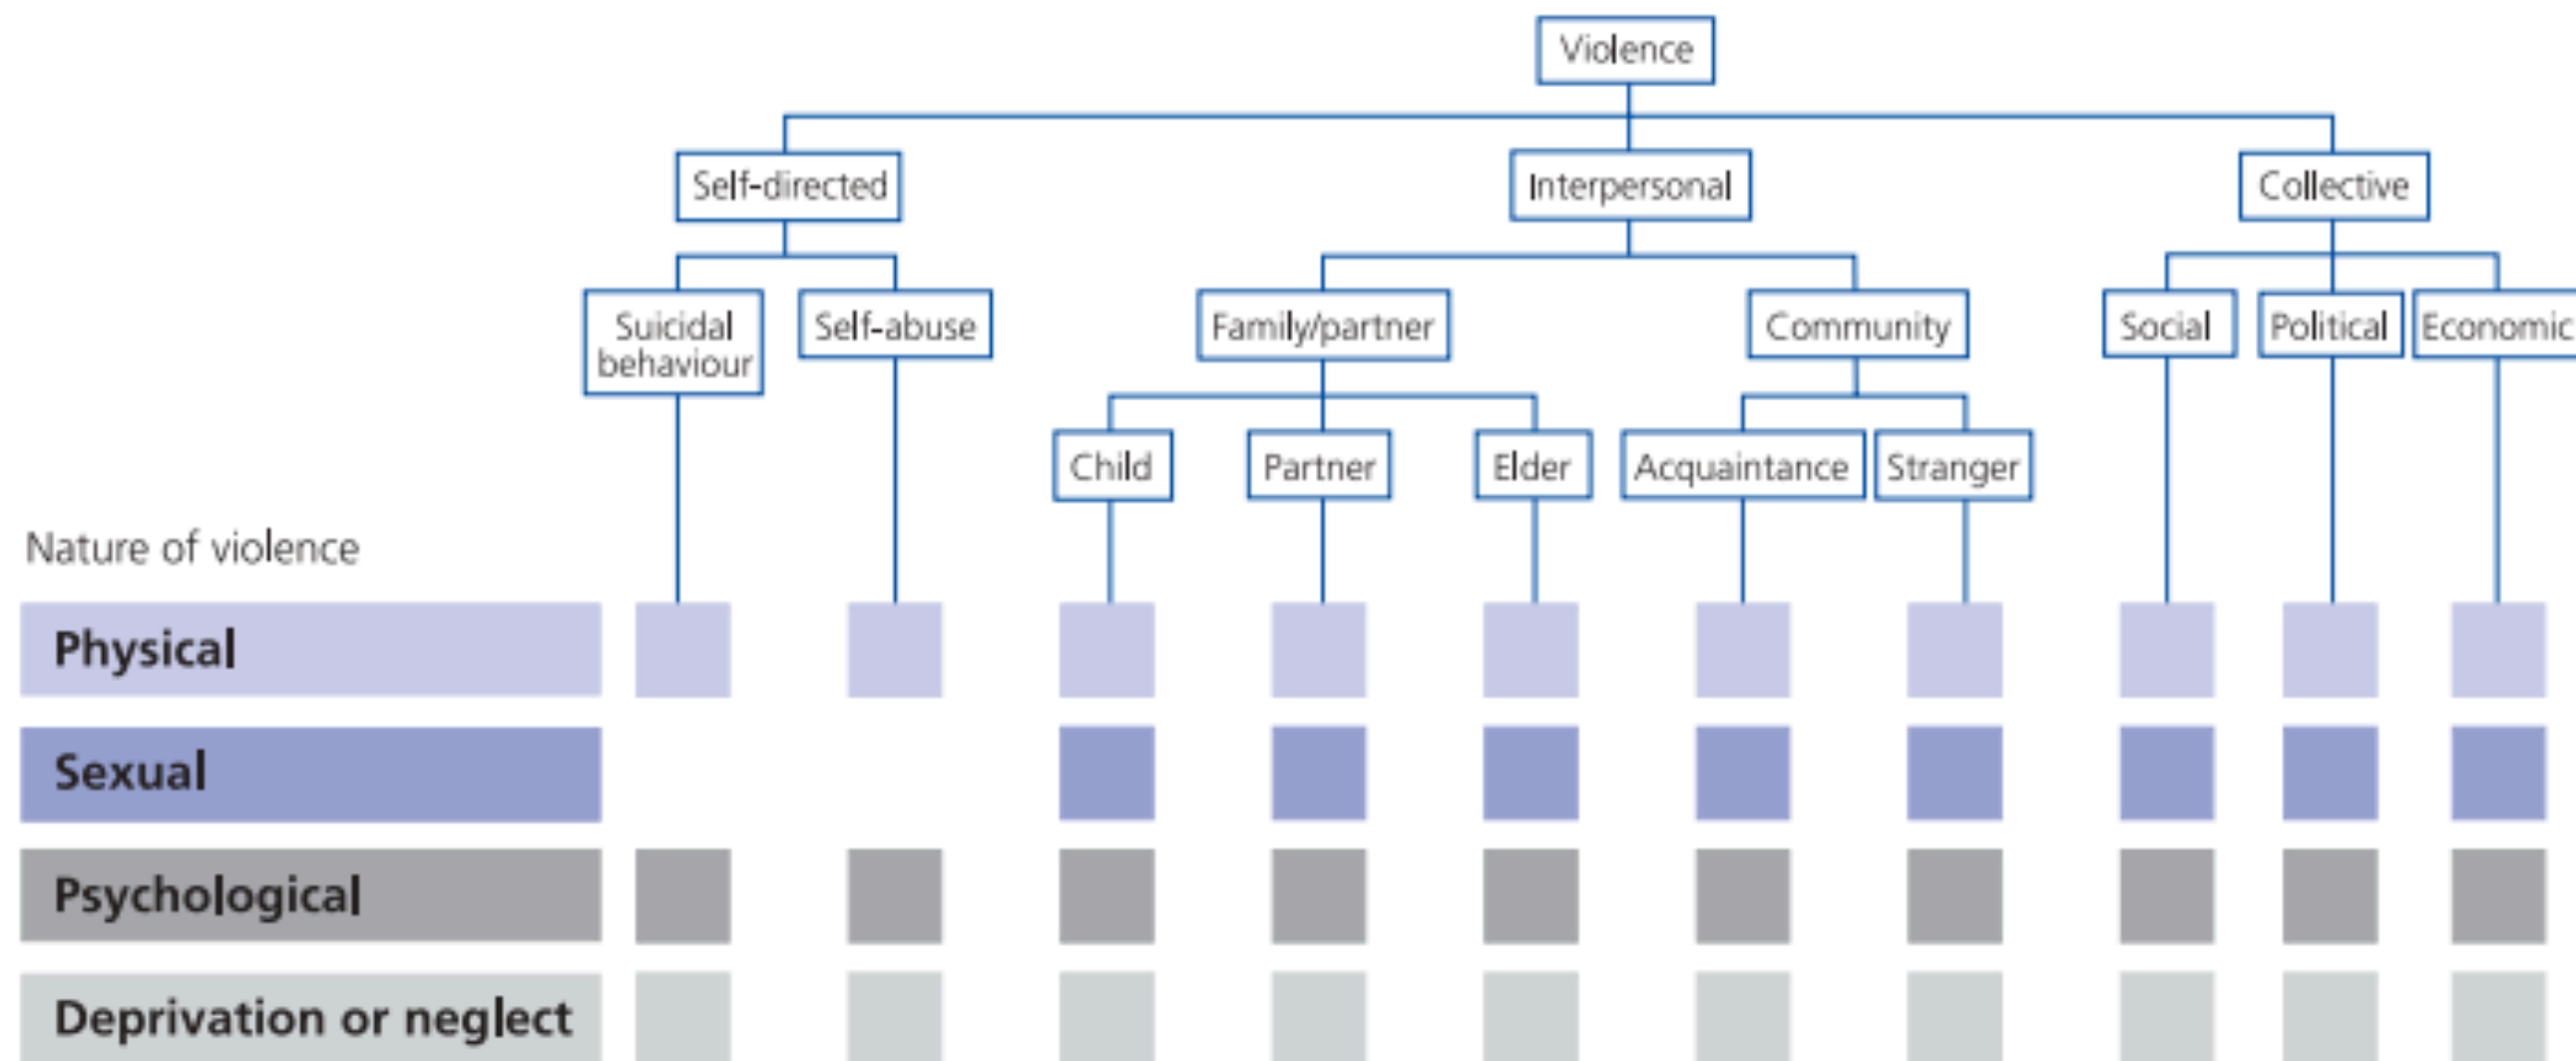 Violence
Self-directed
Interpersonal
Collective
Suicidal
behaviour
Self-abuse
Family/partner
Community
Social
Political
Economic
Child
Partner
Elder
Acquaintance
Stranger
Nature of violence
Physical
Sexual
Psychological
Deprivation or neglect